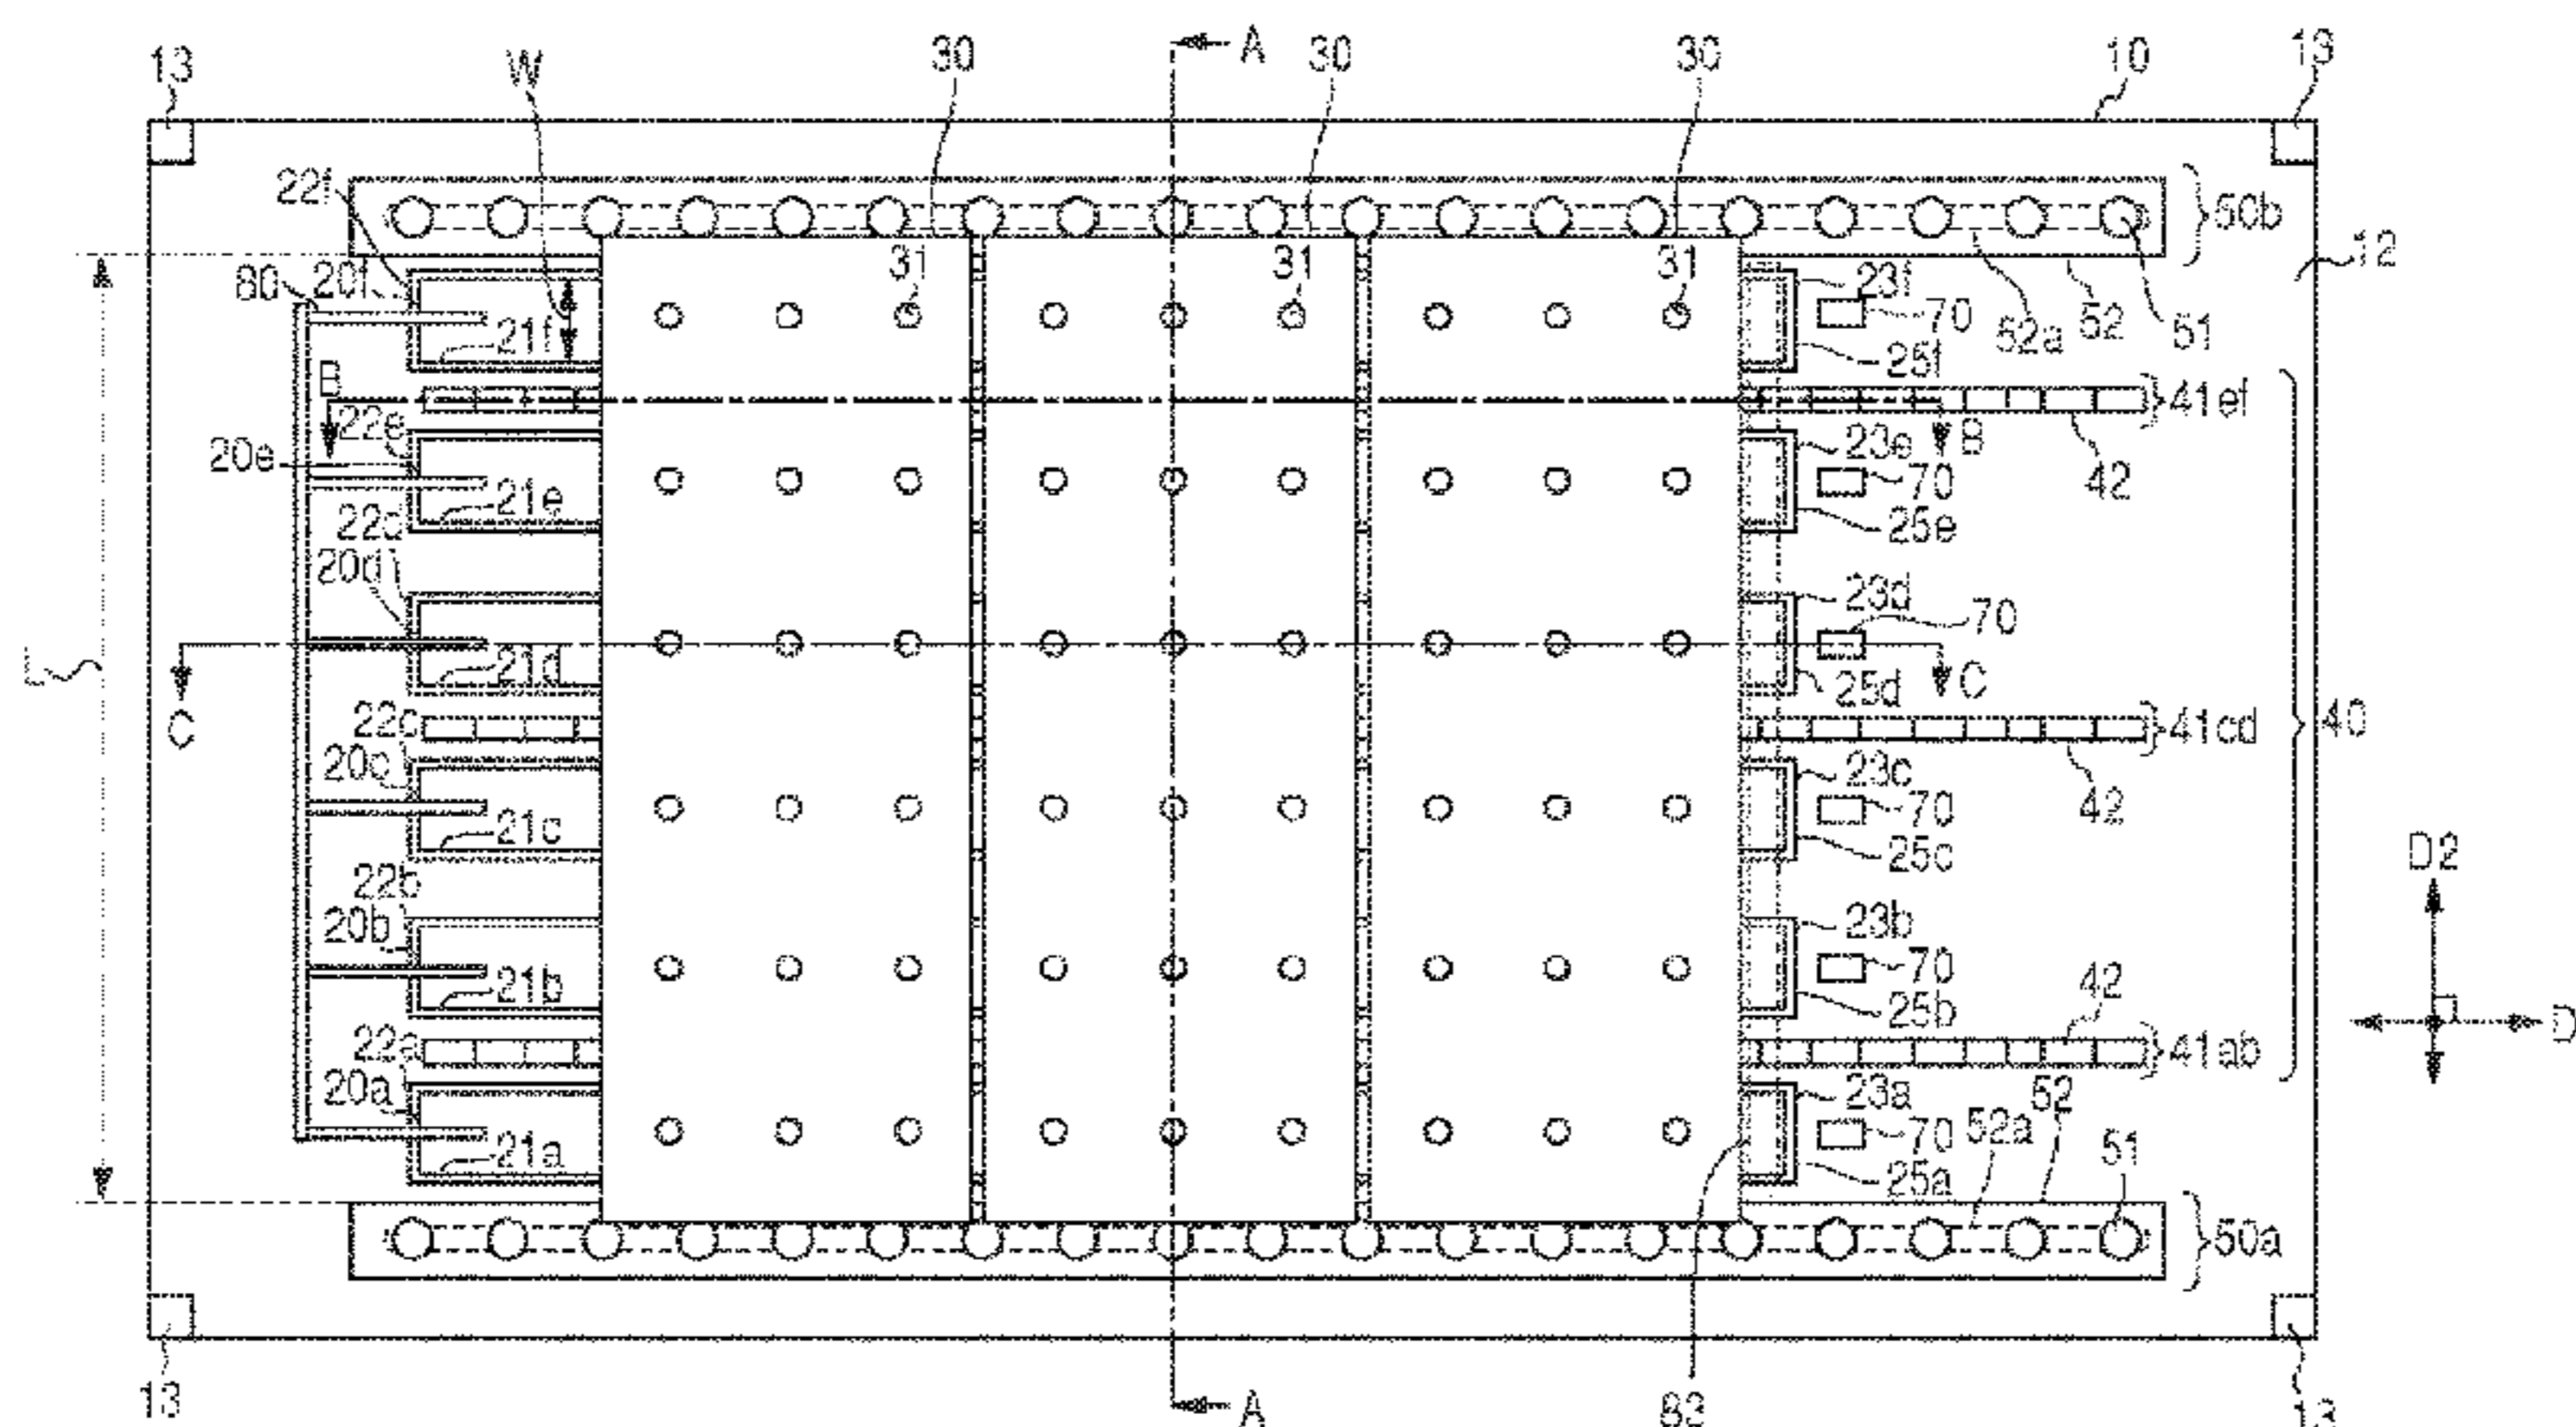 13 W 30 A 30 30 10 13
22f 50b
31 31 31 12
80 20f 23f
21f 70 52a 52 51
25f
B 41ef
22e 23e B
20e 70 42
21e
22d 25e
20d 23d 70
L 21d 40
C 25d C
22c 41cd
20c 23c
70 42
21c 25c D2
22b
20b 23b
70 42
21b 25b
22a 41ab D
20a 23a 52
70 52a 51
21a 25a
50a
13 A 83 13